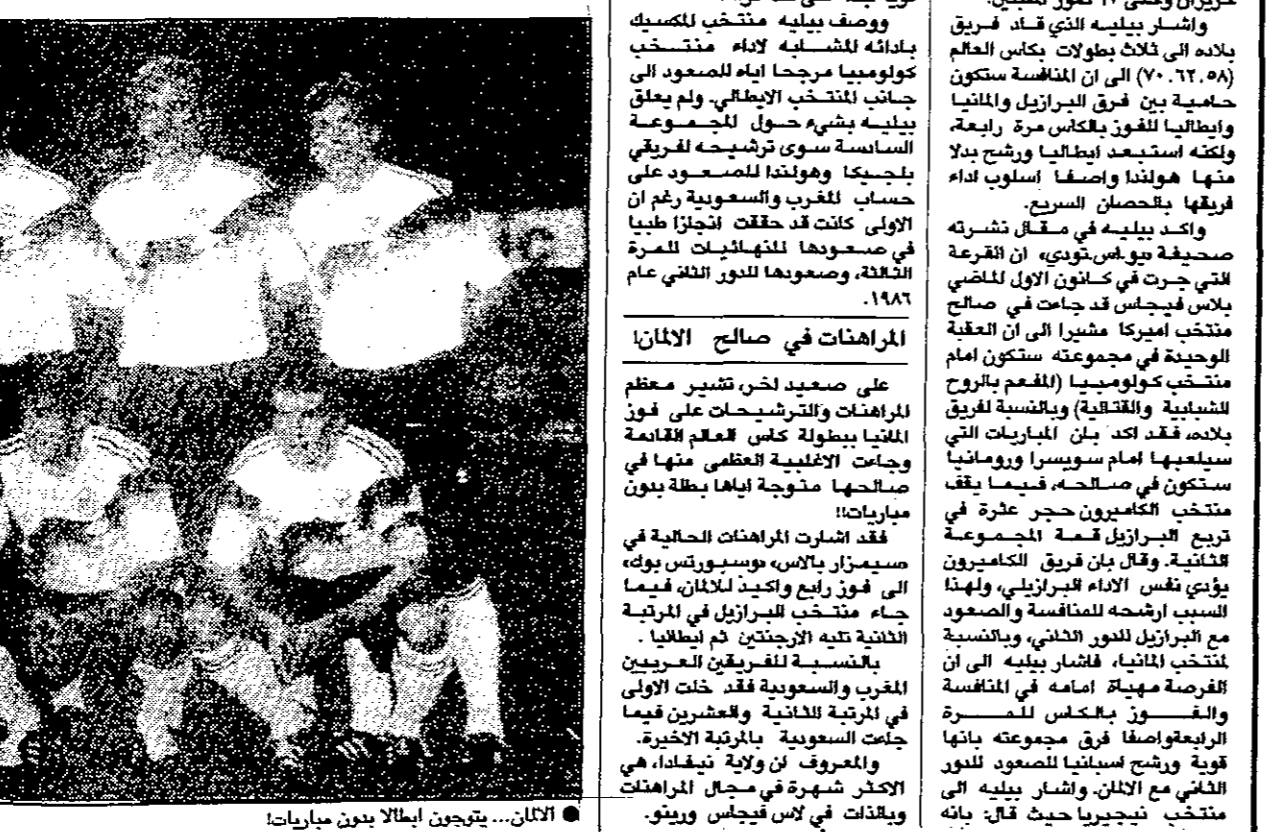 حزيران وحتى ١٧ تموز المقبلين.
واشار بيليه الذي قاد فريق
بلاده الى ثلاث بطولات بكاس العالم
(٥٨، ٦٢، ٧٠) الى ان المنافسة ستكون
حامية بين فرق البرازيل والمانيا
وايطاليا للفوز بالكاس مرة رابعة،
ولكنه استبعد ايطاليا ورشح بدلا
منها هولندا واصفا اسلوب اداء
فريقها بالحصان السريع.
واكد بيليه في مقال نشرته
صحيفة «يو.اس.تودي» ان القرعة
التي جرت في كانون الاول الماضي
بلاس فيجاس قد جاءت في صالح
منتخب اميركا مشيرا الى ان العقبة
الوحيدة في مجموعته ستكون امام
منتخب كولومبيا (المفعم بالروح
الشبابية والقتالية) وبالنسبة لفريق
بلاده، فقد اكد بان المباريات التي
سيلعبها امام سويسرا ورومانيا
ستكون في صالحه، فيما يقف
منتخب الكاميرون حجر عثرة في
تربع البرازيل قمة المجموعة
الثانية. وقال بان فريق الكاميرون
يؤدي نفس الاداء البرازيلي، ولهذا
السبب ارشحه للمنافسة والصعود
مع البرازيل للدور الثاني، وبالنسبة
لمنتخب المانيا، فاشار بيليه الى ان
الفرصة مهياة امامه في المنافسة
والفوز بالكاس للمرة
الرابعةواصفا فرق مجموعته بانها
قوية ورشح اسبانيا للصعود للدور
الثاني مع الالمان. واشار بيليه الى
منتخب نيجيريا حيث قال: بانه
ووصف بيليه منتخب المكسيك
بادائه المشابه لاداء منتخب
كولومبيا مرجحا اياه للصعود الى
جانب المنتخب الايطالي. ولم يعلق
بيليه بشيء حول المجموعة
السادسة سوى ترشيحه لفريقي
بلجيكا وهولندا للصعود على
حساب المغرب والسعودية رغم ان
الاولى كانت قد حققت انجازا طيبا
في صعودها للنهائيات للمرة
الثالثة، وصعودها للدور الثاني عام
١٩٨٦.
المراهنات في صالح الالمان!
على صعيد اخر، تشير معظم
المراهنات والترشيحات على فوز
المانيا ببطولة كاس العالم القادمة
وجاءت الاغلبية العظمى منها في
صالحها متوجة اياها بطلة بدون
مباريات!!
فقد اشارت المراهنات الحالية في
«سيمزار بالاس، «وسبورتس بوك»
الى فوز رابع واكيد للالمان، فيما
جاء منتخب البرازيل في المرتبة
الثانية تليه الارجنتين ثم ايطاليا.
بالنسبة للفريقين العربيين
المغرب والسعودية فقد حلت الاولى
في المرتبة الثانية والعشرين فيما
جاءت السعودية بالمرتبة الاخيرة.
والمعروف ان ولاية نيفادا، هي
الاكثر شهرة في مجال المراهنات
وبالذات في لاس فيجاس ورينو.
● الالمان... يتوجون ابطالا بدون مباريات!